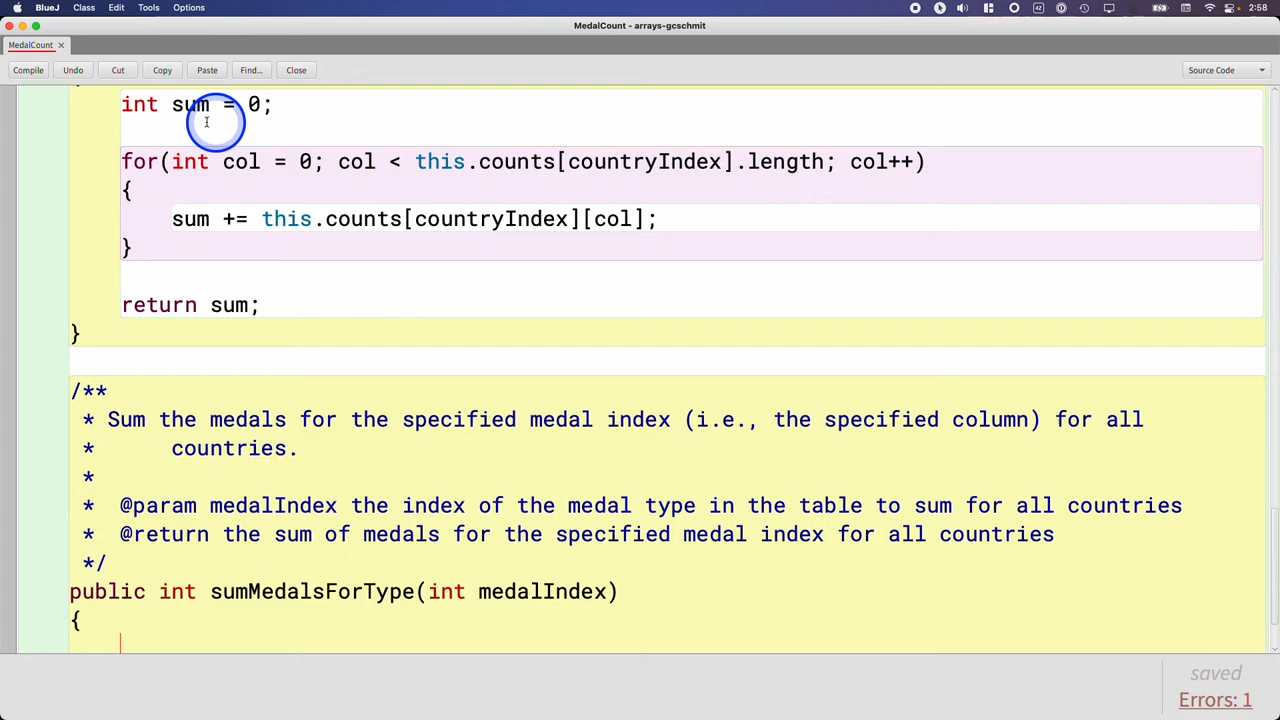 BlueJ Class Edit Tools Options 42 2:58
MedalCount - arrays-gcschmit
MedalCount ×
Compile Undo Cut Copy Paste Find... Close Source Code
int sum = 0;
for(int col = 0; col < this.counts[countryIndex].length; col++)
{
sum += this.counts[countryIndex][col];
}
return sum;
}
/**
* Sum the medals for the specified medal index (i.e., the specified column) for all
* countries.
*
* @param medalIndex the index of the medal type in the table to sum for all countries
* @return the sum of medals for the specified medal index for all countries
*/
public int sumMedalsForType(int medalIndex)
{
saved
Errors: 1